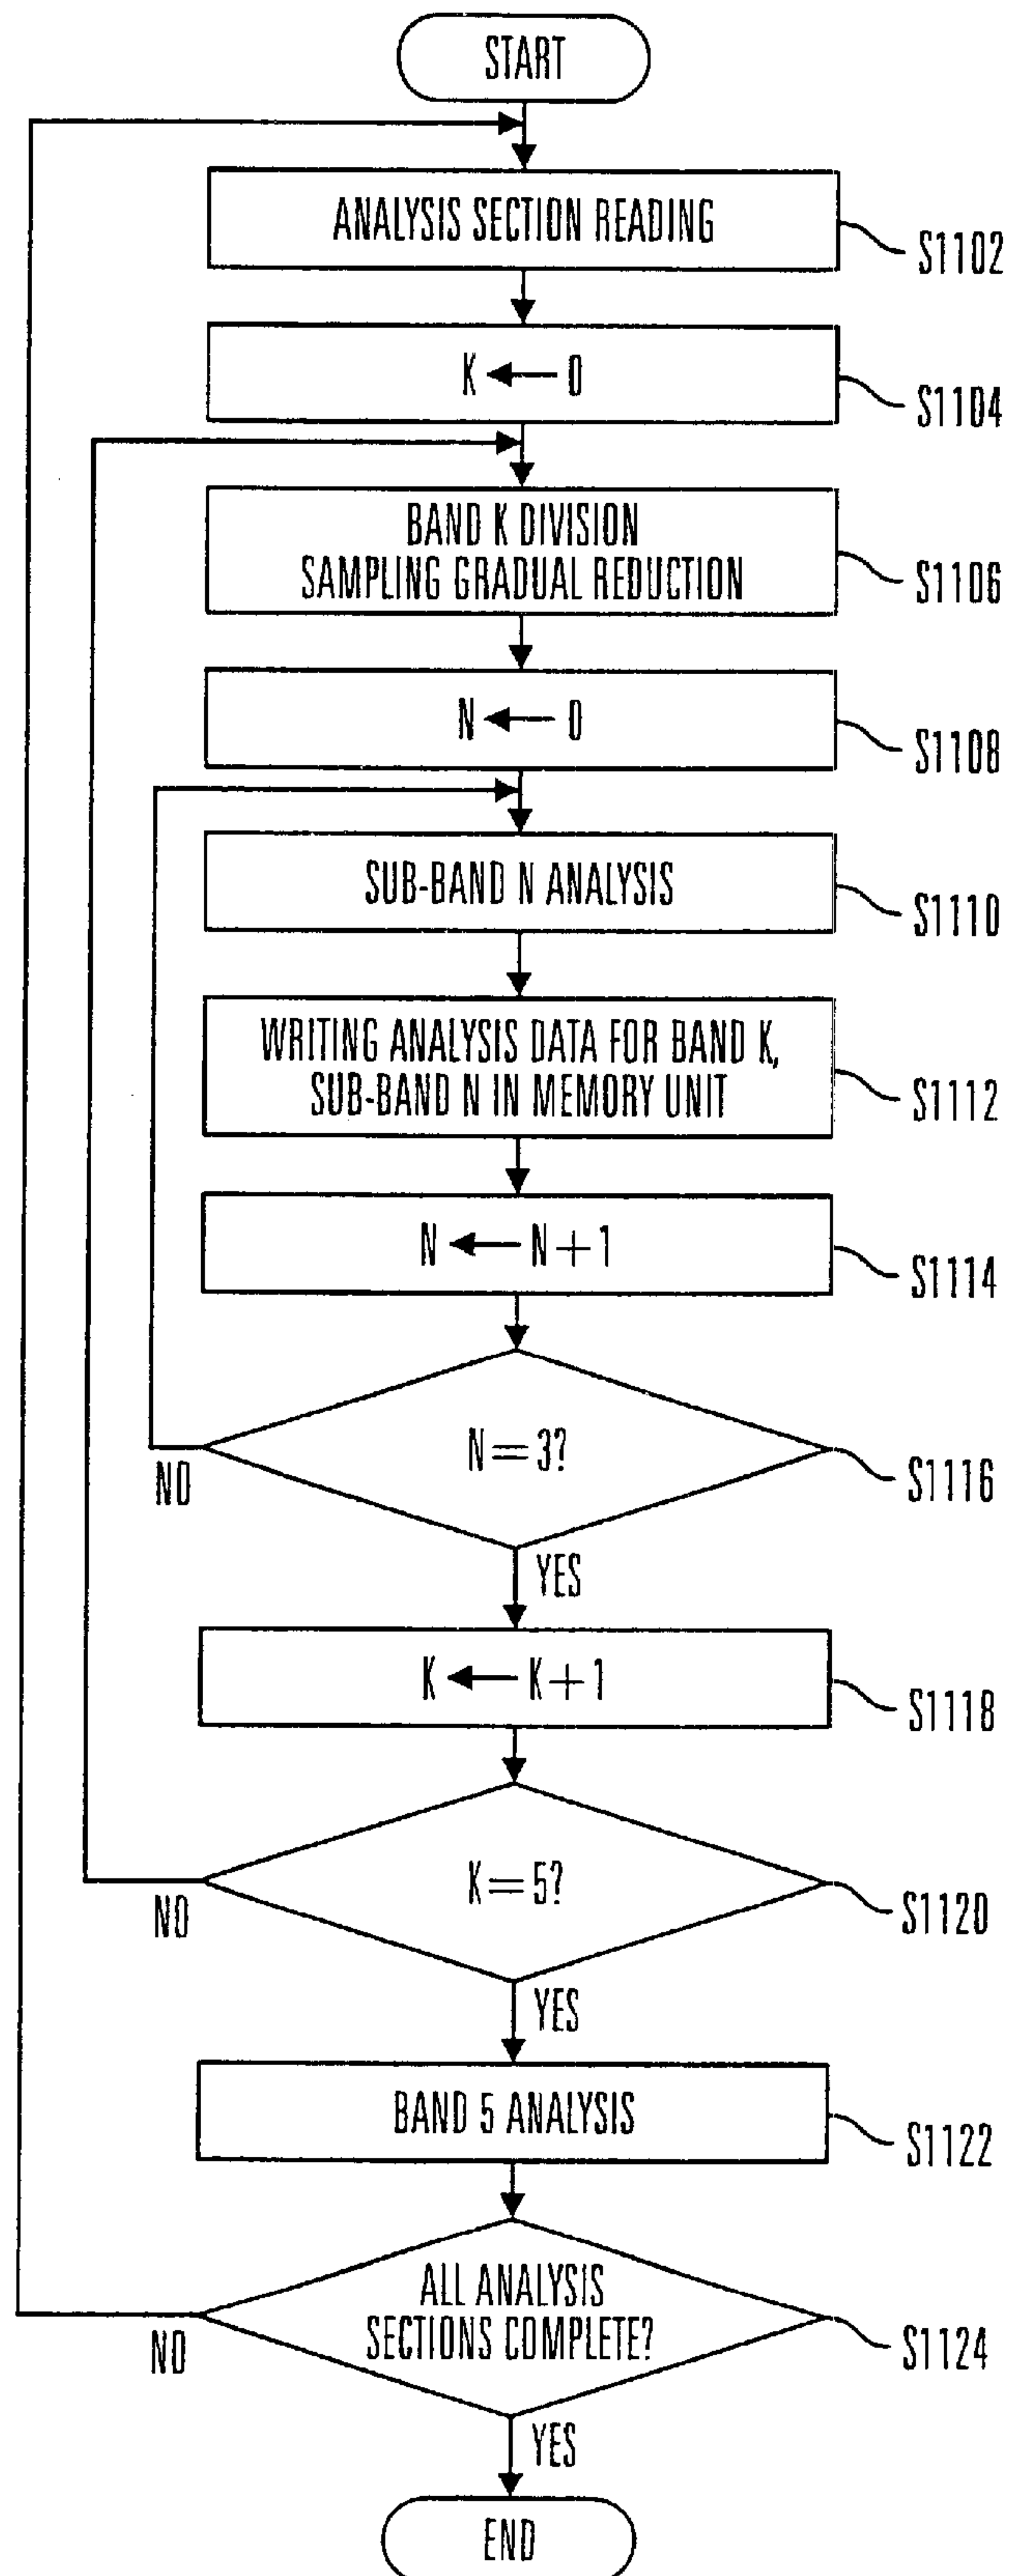 START
ANALYSIS SECTION READING
S1102
K ← 0
S1104
BAND K DIVISION
SAMPLING GRADUAL REDUCTION
S1106
N ← 0
S1108
SUB-BAND N ANALYSIS
S1110
WRITING ANALYSIS DATA FOR BAND K,
SUB-BAND N IN MEMORY UNIT
S1112
N ← N+1
S1114
N=3?
S1116
NO
YES
K ← K+1
S1118
K=5?
S1120
NO
YES
BAND 5 ANALYSIS
S1122
ALL ANALYSIS
SECTIONS COMPLETE?
S1124
NO
YES
END